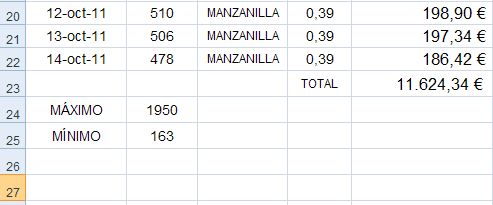 20 12-oct-11 510 MANZANILLA 0,39 198,90 €
21 13-oct-11 506 MANZANILLA 0,39 197,34 €
22 14-oct-11 478 MANZANILLA 0,39 186,42 €
23 TOTAL 11.624,34 €
24 MÁXIMO 1950
25 MÍNIMO 163
26
27